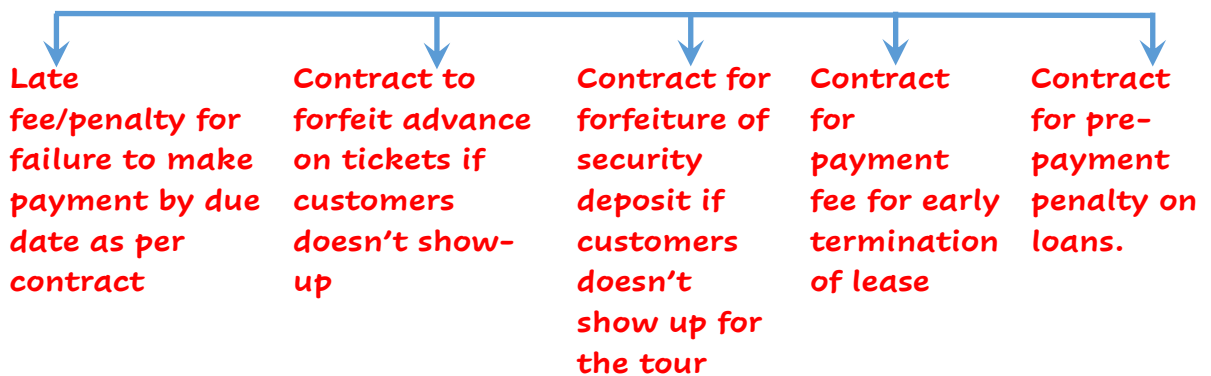 Late
fee/penalty for
failure to make
payment by due
date as per
contract
Contract to
forfeit advance
on tickets if
customers
doesn't show-
up
Contract for
forfeiture of
security
deposit if
customers
doesn't
show up for
the tour
Contract
for
payment
fee for early
termination
of lease
Contract
for pre-
payment
penalty on
loans.